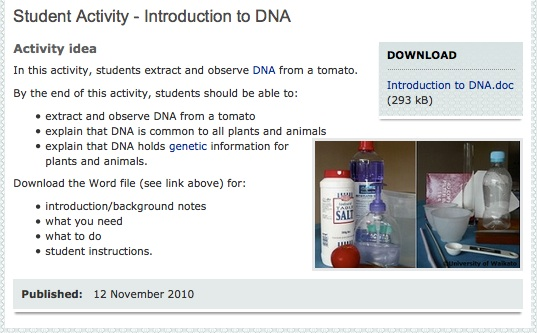 Student Activity - Introduction to DNA
Activity idea
In this activity, students extract and observe DNA from a tomato.
By the end of this activity, students should be able to:
• extract and observe DNA from a tomato
• explain that DNA is common to all plants and animals
• explain that DNA holds genetic information for
plants and animals.
Download the Word file (see link above) for:
• introduction/background notes
• what you need
• what to do
• student instructions.
DOWNLOAD
Introduction to DNA.doc
(293 kB)
TABLE
SALT
©University of Waikato
Published: 12 November 2010